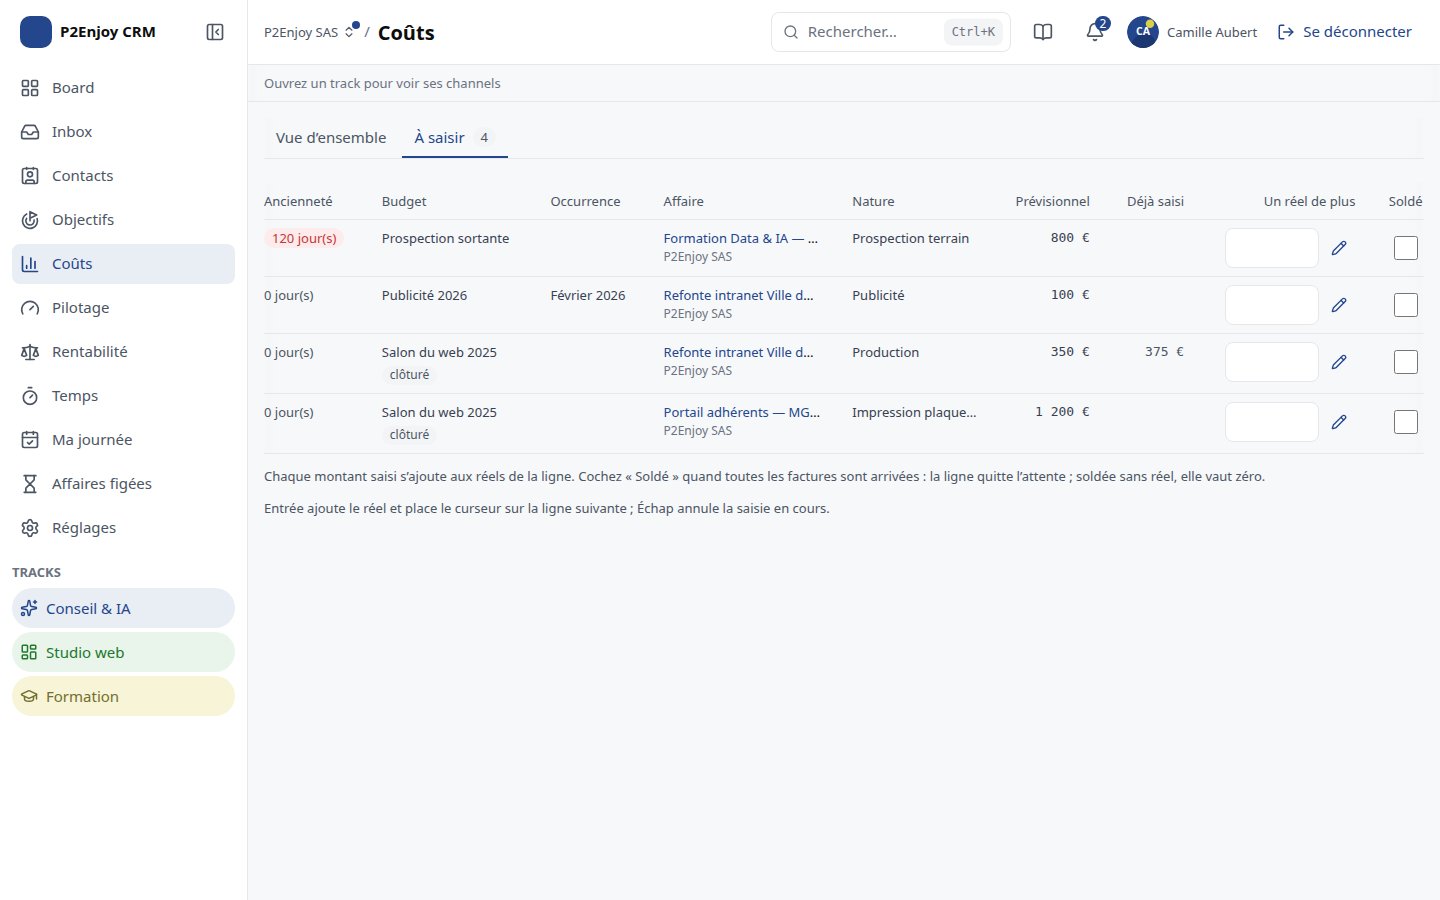 P2Enjoy CRM
P2Enjoy SAS / Coûts
Rechercher... Ctrl+K
2
CA Camille Aubert
Se déconnecter
Board
Inbox
Contacts
Objectifs
Coûts
Pilotage
Rentabilité
Temps
Ma journée
Affaires figées
Réglages
TRACKS
Conseil & IA
Studio web
Formation
Ouvrez un track pour voir ses channels
Vue d’ensemble À saisir 4
Ancienneté Budget Occurrence Affaire Nature Prévisionnel Déjà saisi Un réel de plus Soldé
120 jour(s) Prospection sortante Formation Data & IA — ... Prospection terrain 800 €
P2Enjoy SAS
0 jour(s) Publicité 2026 Février 2026 Refonte intranet Ville d... Publicité 100 €
P2Enjoy SAS
0 jour(s) Salon du web 2025 Refonte intranet Ville d... Production 350 € 375 €
clôturé P2Enjoy SAS
0 jour(s) Salon du web 2025 Portail adhérents — MG... Impression plaque... 1 200 €
clôturé P2Enjoy SAS
Chaque montant saisi s’ajoute aux réels de la ligne. Cochez « Soldé » quand toutes les factures sont arrivées : la ligne quitte l’attente ; soldée sans réel, elle vaut zéro.
Entrée ajoute le réel et place le curseur sur la ligne suivante ; Échap annule la saisie en cours.